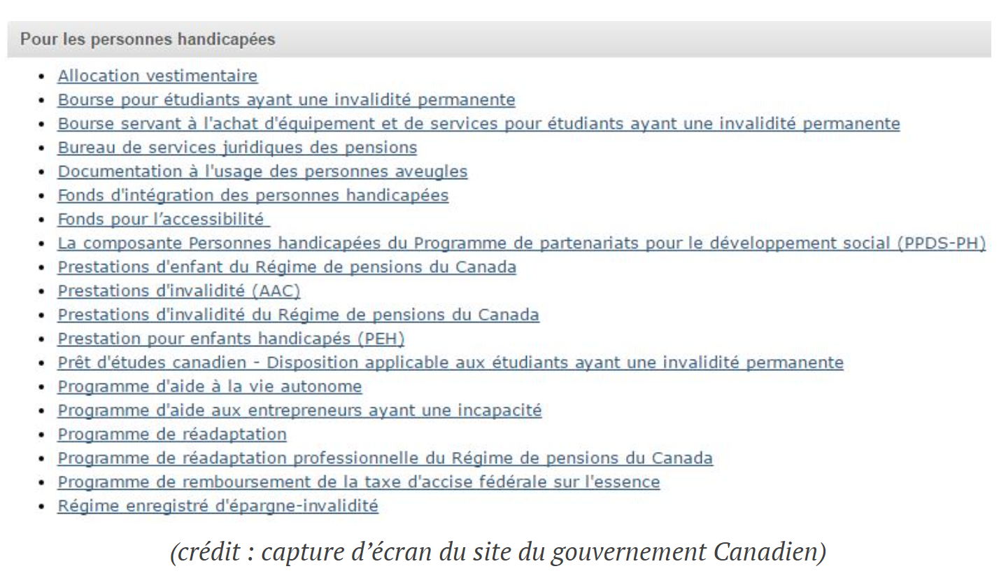 Pour les personnes handicapées
Allocation vestimentaire
Bourse pour étudiants ayant une invalidité permanente
Bourse servant à l'achat d'équipement et de services pour étudiants ayant une invalidité permanente
Bureau de services juridiques des pensions
Documentation à l'usage des personnes aveugles
Fonds d'intégration des personnes handicapées
Fonds pour l’accessibilité
La composante Personnes handicapées du Programme de partenariats pour le développement social (PPDS-PH)
Prestations d'enfant du Régime de pensions du Canada
Prestations d'invalidité (AAC)
Prestations d'invalidité du Régime de pensions du Canada
Prestation pour enfants handicapés (PEH)
Prêt d'études canadien - Disposition applicable aux étudiants ayant une invalidité permanente
Programme d'aide à la vie autonome
Programme d'aide aux entrepreneurs ayant une incapacité
Programme de réadaptation
Programme de réadaptation professionnelle du Régime de pensions du Canada
Programme de remboursement de la taxe d'accise fédérale sur l'essence
Régime enregistré d'épargne-invalidité
(crédit : capture d’écran du site du gouvernement Canadien)